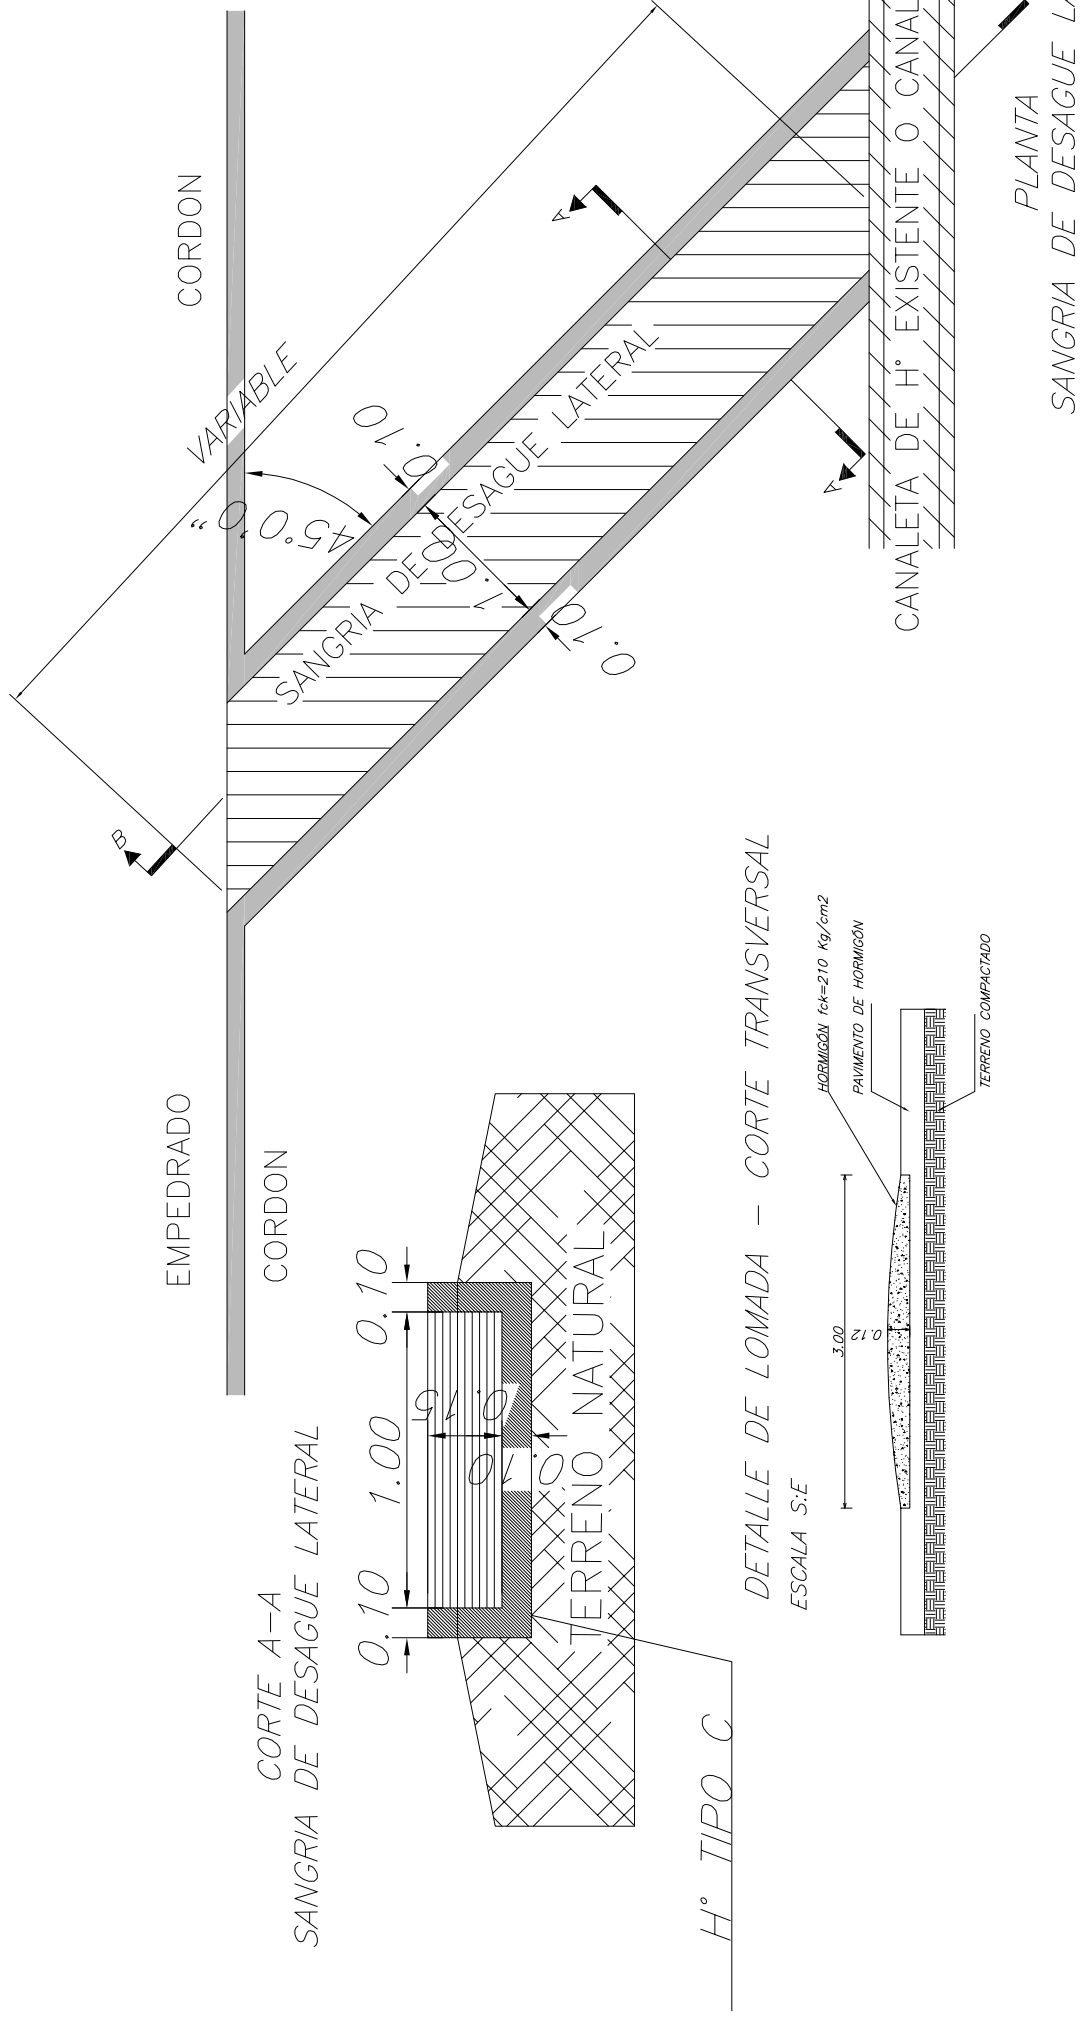 EMPEDRADO
CORDON
CORDON
B
VARIABLE
45°0'0"
0.10
1.00
0.10
SANGRIA DE DESAGUE LATERAL
A
A
CANALETA DE H° EXISTENTE O CANAL
PLANTA
SANGRIA DE DESAGUE
CORTE A-A
SANGRIA DE DESAGUE LATERAL
0.10
1.00
0.10
0.15
0.10
TERRENO NATURAL
H° TIPO C
DETALLE DE LOMADA - CORTE TRANSVERSAL
ESCALA S:E
3.00
0.12
HORMIGÓN fck=210 Kg/cm2
PAVIMENTO DE HORMIGÓN
TERRENO COMPACTADO